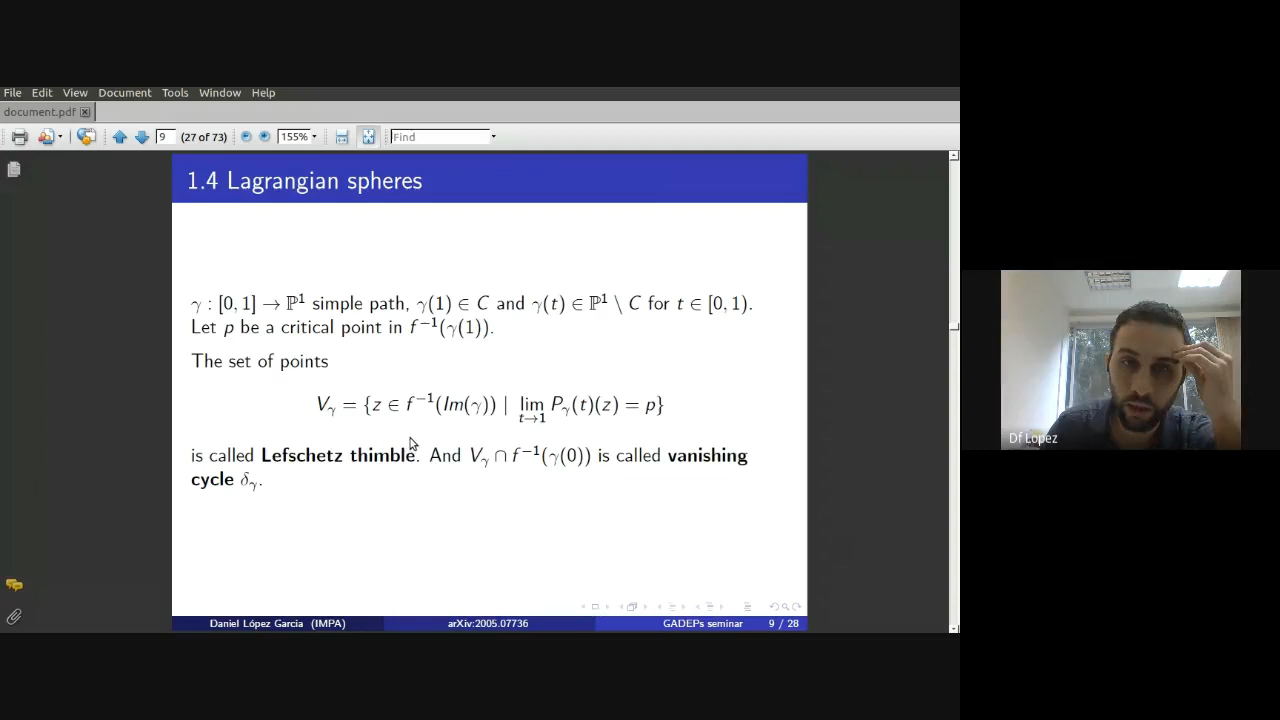 File Edit View Document Tools Window Help
document.pdf
9 (27 of 73) 155% Find
1.4 Lagrangian spheres
γ : [0, 1] → ℙ¹ simple path, γ(1) ∈ C and γ(t) ∈ ℙ¹ \ C for t ∈ [0, 1).
Let p be a critical point in f⁻¹(γ(1)).
The set of points
V_γ = {z ∈ f⁻¹(Im(γ)) | lim_{t→1} P_γ(t)(z) = p}
is called Lefschetz thimble. And V_γ ∩ f⁻¹(γ(0)) is called vanishing
cycle δ_γ.
Daniel López Garcia (IMPA) arXiv:2005.07736 GADEPs seminar 9 / 28
Df Lopez